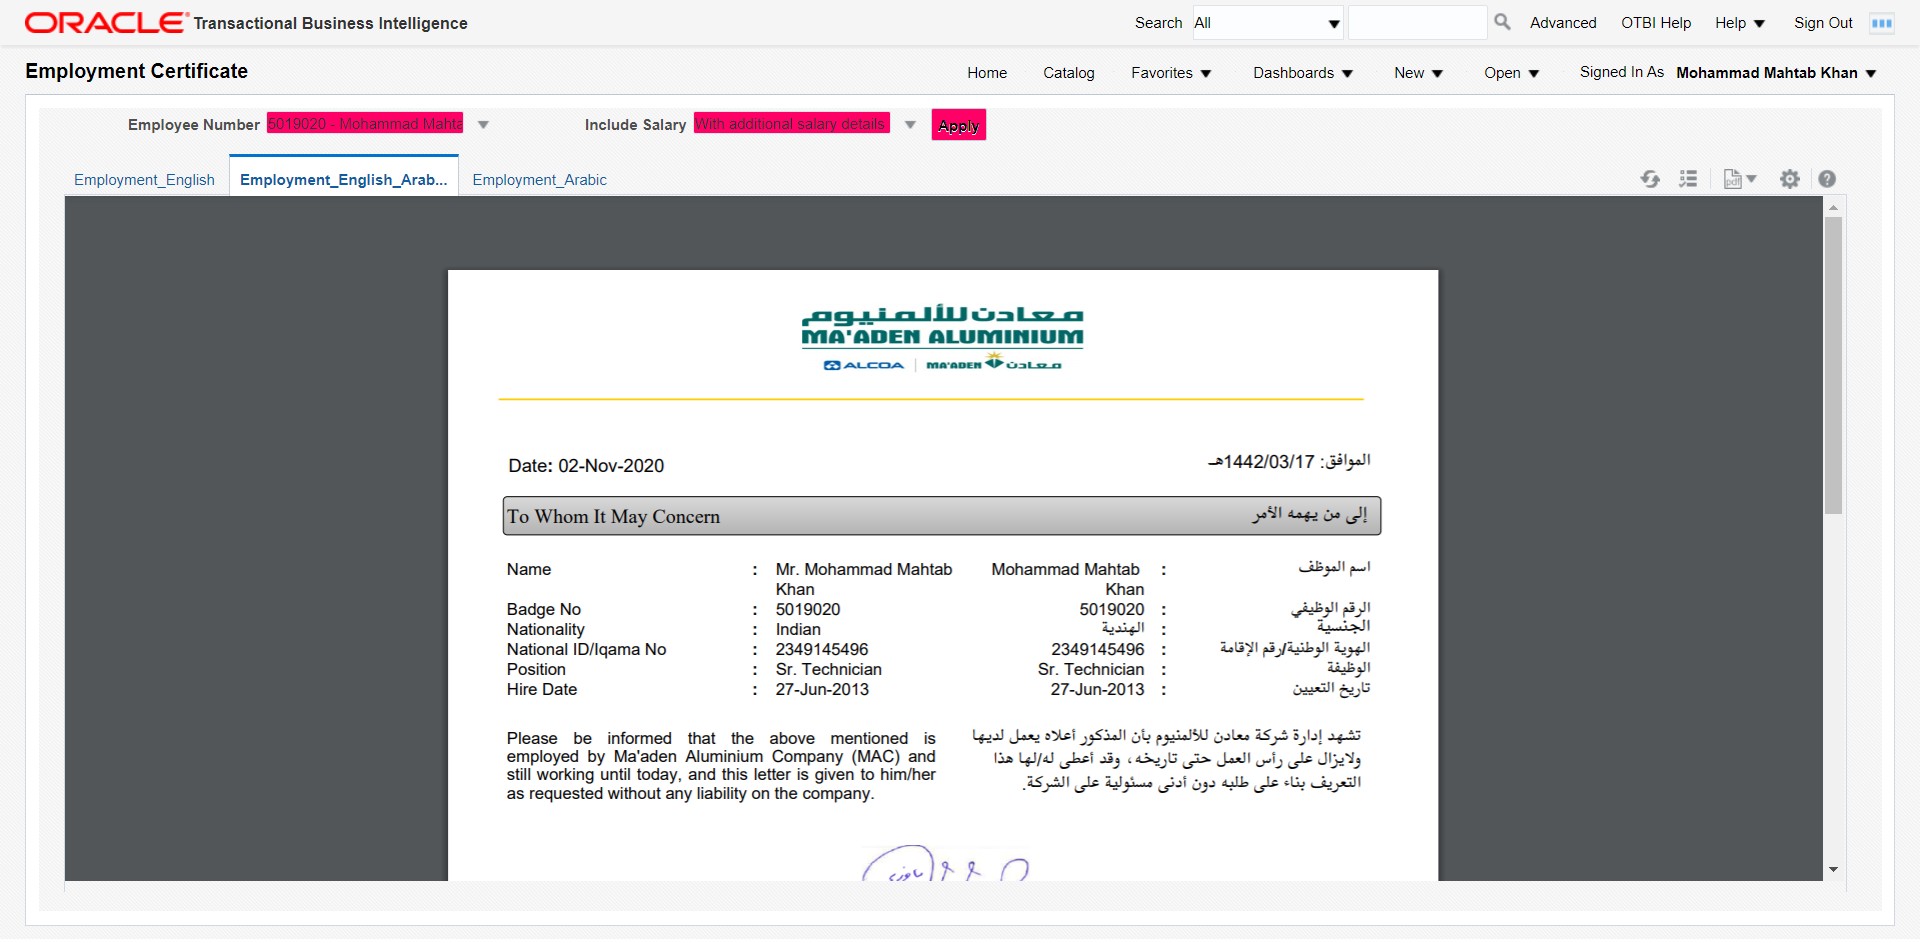 ORACLE Transactional Business Intelligence
Search All Advanced OTBI Help Help Sign Out
Employment Certificate
Home Catalog Favorites Dashboards New Open Signed In As Mohammad Mahtab Khan
Employee Number 5019020 - Mohammad Mahta Include Salary With additional salary details Apply
Employment_English Employment_English_Arab... Employment_Arabic
pdf
معادن للألمنيوم
MA'ADEN ALUMINIUM
ALCOA MA'ADEN معادن
Date: 02-Nov-2020 الموافق: 1442/03/17هـ
To Whom It May Concern إلى من يهمه الأمر
Name : Mr. Mohammad Mahtab Mohammad Mahtab : اسم الموظف
Khan Khan
Badge No : 5019020 5019020 : الرقم الوظيفي
Nationality : Indian الهندية : الجنسية
National ID/Iqama No : 2349145496 2349145496 : الهوية الوطنية/رقم الإقامة
Position : Sr. Technician Sr. Technician : الوظيفة
Hire Date : 27-Jun-2013 27-Jun-2013 : تاريخ التعيين
Please be informed that the above mentioned is
employed by Ma'aden Aluminium Company (MAC) and
still working until today, and this letter is given to him/her
as requested without any liability on the company.
تشهد إدارة شركة معادن للألمنيوم بأن المذكور أعلاه يعمل لديها
ولايزال على رأس العمل حتى تاريخه، وقد أعطى له/لها هذا
التعريف بناء على طلبه دون أدنى مسئولية على الشركة.